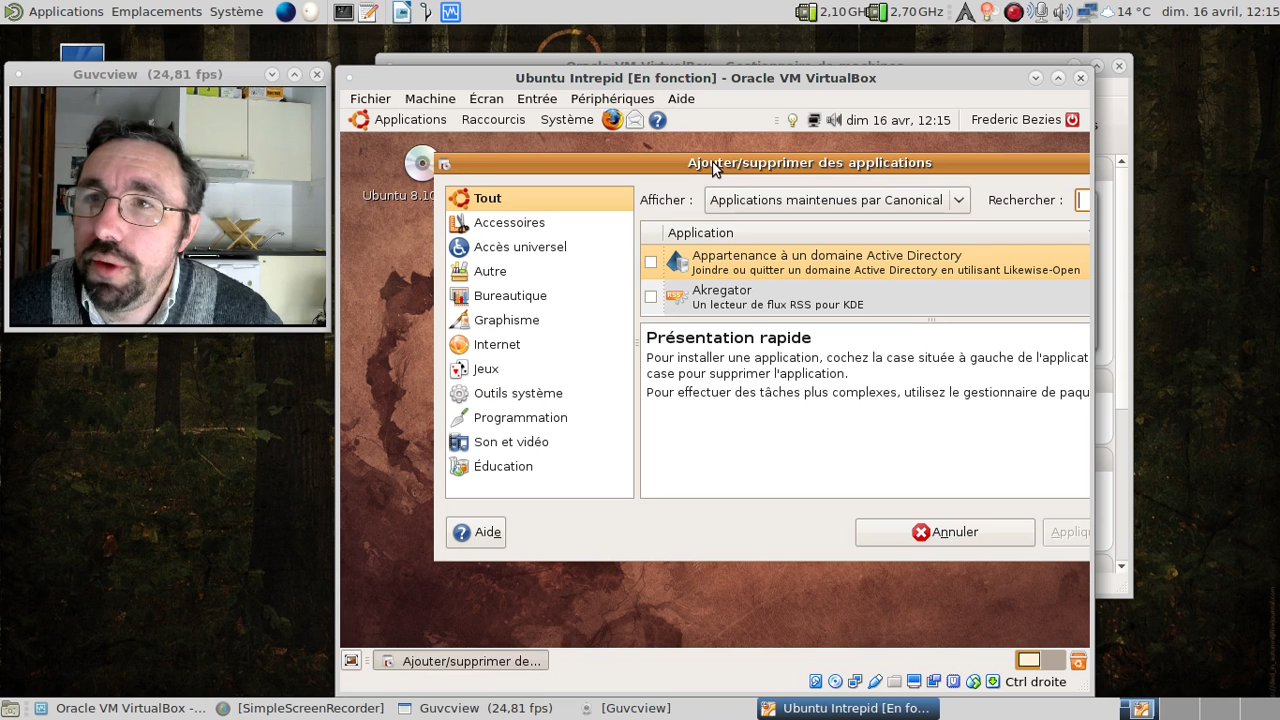 Applications Emplacements Système 2,10 GH 2,70 GHz 14 °C dim. 16 avril, 12:15
Guvcview (24,81 fps)
Ubuntu Intrepid [En fonction] - Oracle VM VirtualBox
Fichier Machine Écran Entrée Périphériques Aide
Applications Raccourcis Système dim 16 avr, 12:15 Frederic Bezies
Ubuntu 8.10
Ajouter/supprimer des applications
Tout
Accessoires
Accès universel
Autre
Bureautique
Graphisme
Internet
Jeux
Outils système
Programmation
Son et vidéo
Éducation
Afficher : Applications maintenues par Canonical Rechercher :
Application
Appartenance à un domaine Active Directory
Joindre ou quitter un domaine Active Directory en utilisant Likewise-Open
Akregator
Un lecteur de flux RSS pour KDE
Présentation rapide
Pour installer une application, cochez la case située à gauche de l'applicat
case pour supprimer l'application.
Pour effectuer des tâches plus complexes, utilisez le gestionnaire de paqu
Aide Annuler Appliqu
Ajouter/supprimer de...
Ctrl droite
Oracle VM VirtualBox -... [SimpleScreenRecorder] Guvcview (24,81 fps) [Guvcview] Ubuntu Intrepid [En fo...